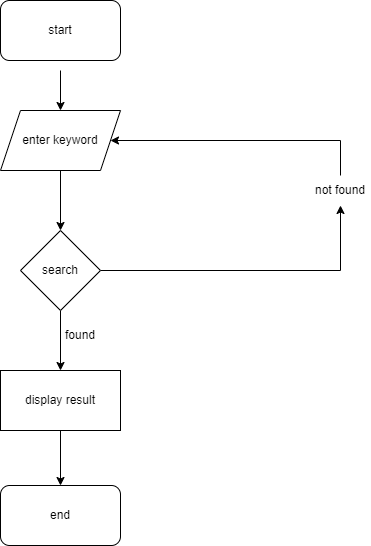 start
enter keyword
not found
search
found
display result
end